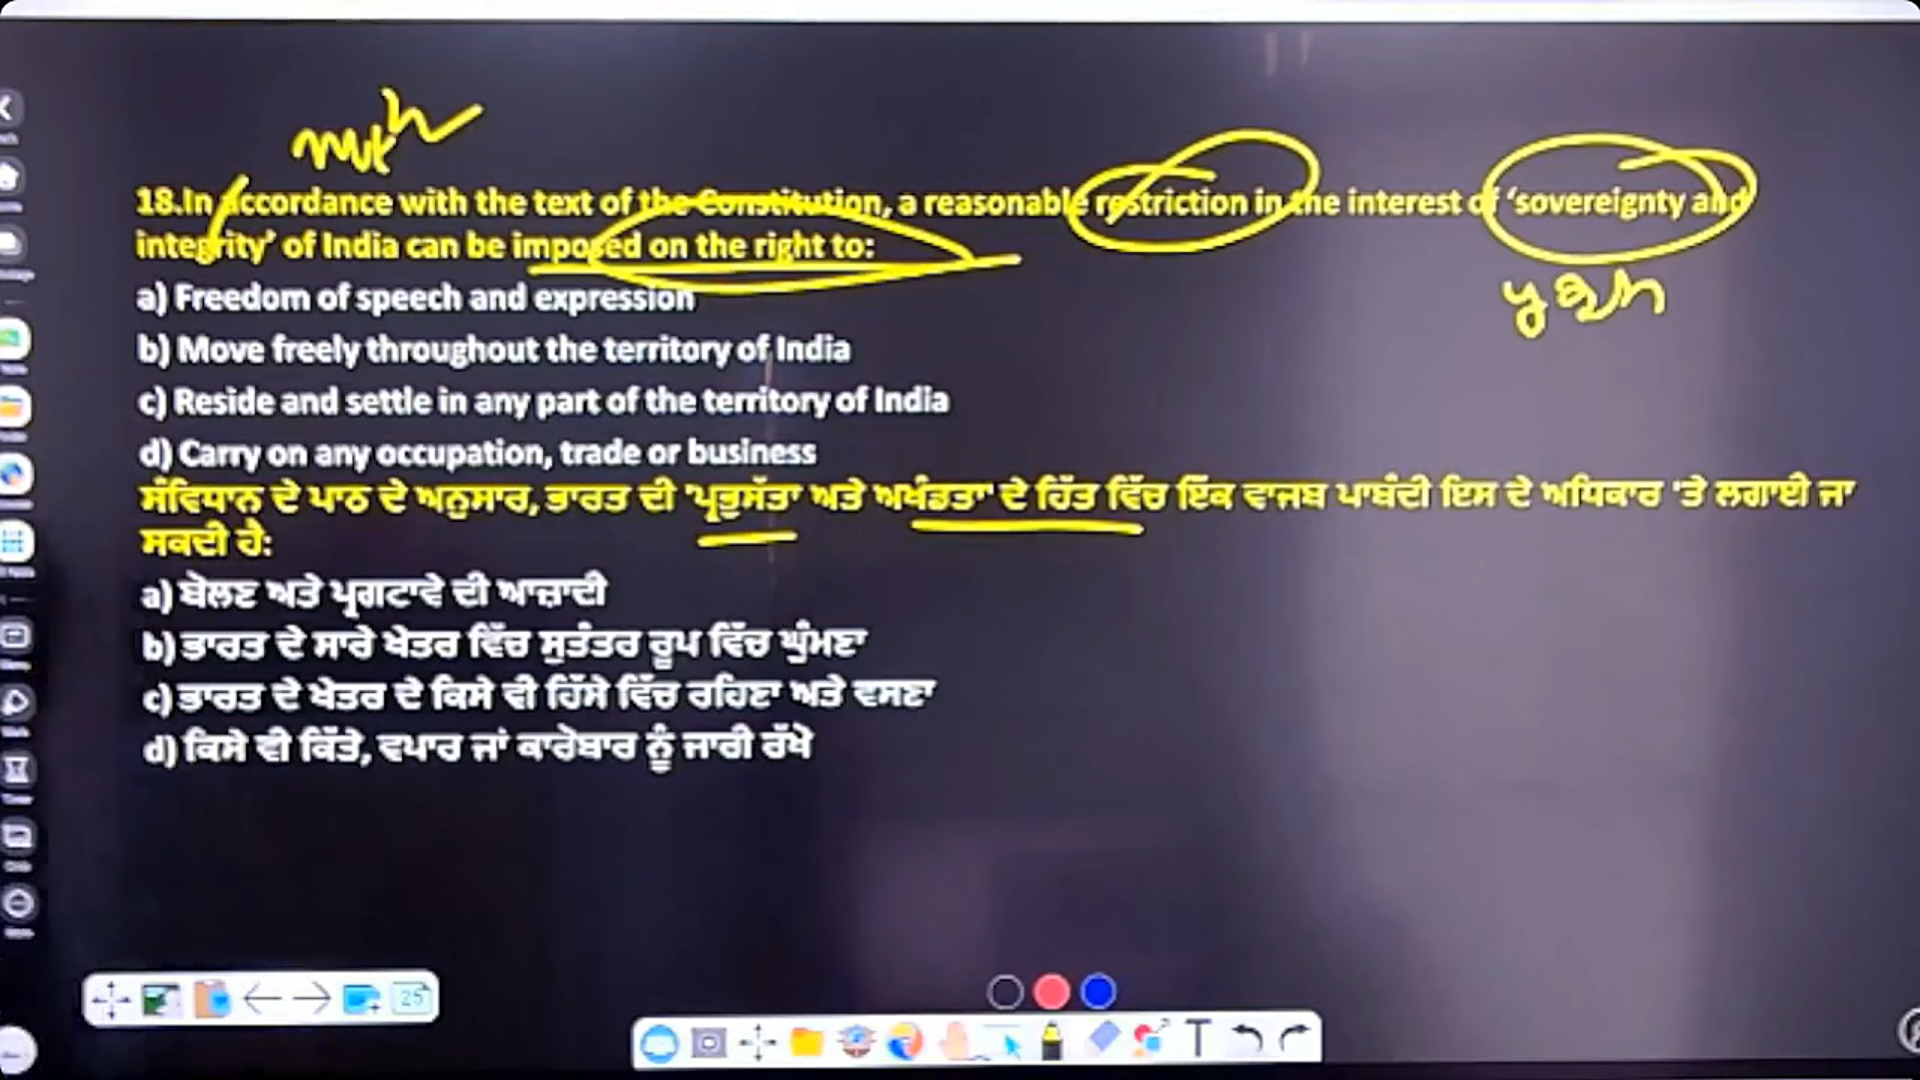 18.In accordance with the text of the Constitution, a reasonable restriction in the interest of 'sovereignty and
integrity' of India can be imposed on the right to:
a) Freedom of speech and expression
b) Move freely throughout the territory of India
c) Reside and settle in any part of the territory of India
d) Carry on any occupation, trade or business
ਸੰਵਿਧਾਨ ਦੇ ਪਾਠ ਦੇ ਅਨੁਸਾਰ, ਭਾਰਤ ਦੀ 'ਪ੍ਰਭੁਸੱਤਾ ਅਤੇ ਅਖੰਡਤਾ' ਦੇ ਹਿੱਤ ਵਿੱਚ ਇੱਕ ਵਾਜਬ ਪਾਬੰਦੀ ਇਸ ਦੇ ਅਧਿਕਾਰ 'ਤੇ ਲਗਾਈ ਜਾ
ਸਕਦੀ ਹੈ:
a) ਬੋਲਣ ਅਤੇ ਪ੍ਰਗਟਾਵੇ ਦੀ ਆਜ਼ਾਦੀ
b) ਭਾਰਤ ਦੇ ਸਾਰੇ ਖੇਤਰ ਵਿੱਚ ਸੁਤੰਤਰ ਰੂਪ ਵਿੱਚ ਘੁੰਮਣਾ
c) ਭਾਰਤ ਦੇ ਖੇਤਰ ਦੇ ਕਿਸੇ ਵੀ ਹਿੱਸੇ ਵਿੱਚ ਰਹਿਣਾ ਅਤੇ ਵਸਣਾ
d) ਕਿਸੇ ਵੀ ਕਿੱਤੇ, ਵਪਾਰ ਜਾਂ ਕਾਰੋਬਾਰ ਨੂੰ ਜਾਰੀ ਰੱਖੋ
25
T